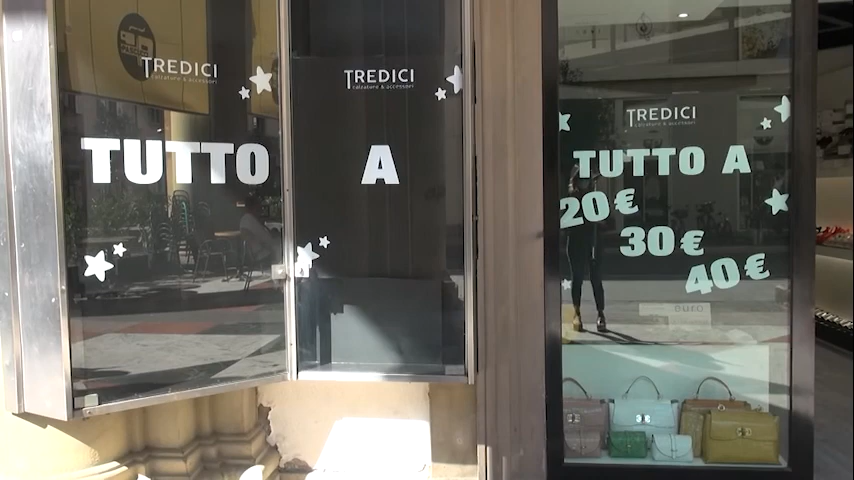 TREDICI
calzature & accessori
TUTTO
TREDICI
calzature & accessori
A
TREDICI
calzature & accessori
TUTTO A
20 €
30 €
40 €